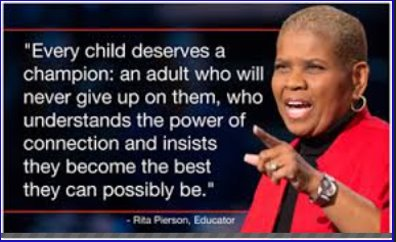 "Every child deserves a
champion: an adult who will
never give up on them, who
understands the power of
connection and insists
they become the best
they can possibly be."
- Rita Pierson, Educator